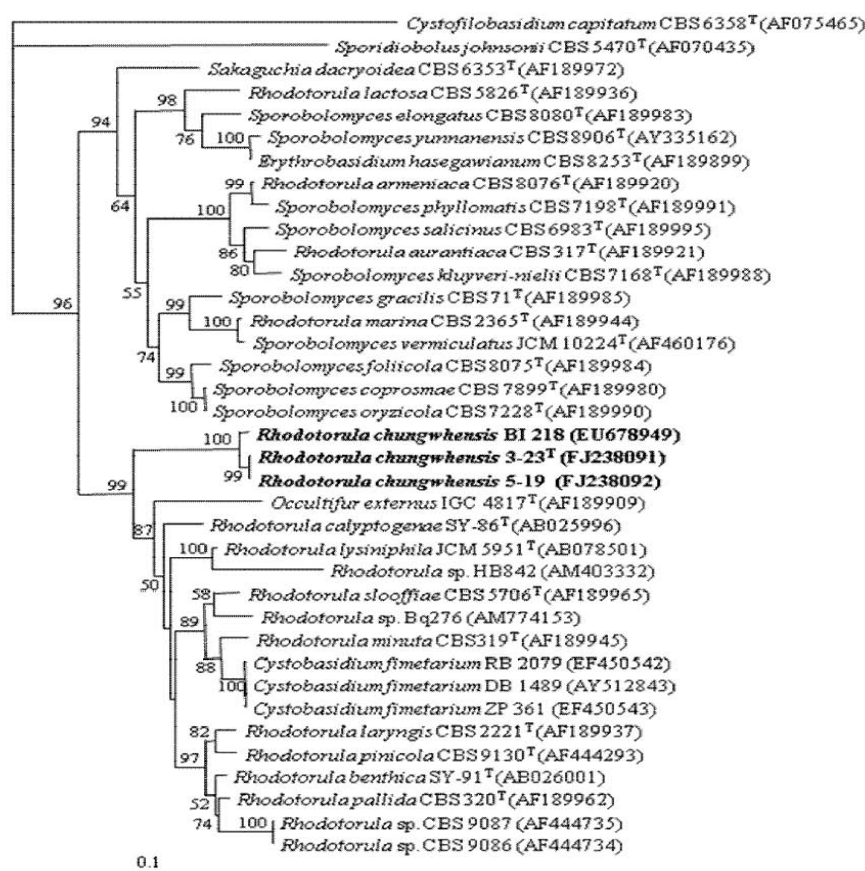 Cystofilobasidium capitatum CBS 6358ᵀ (AF075465)
Sporidiobolus johnsonii CBS 5470ᵀ (AF070435)
Sakaguchia dacryoidea CBS 6353ᵀ (AF189972)
98 Rhodotorula lactosa CBS 5826ᵀ (AF189936)
94 Sporobolomyces elongatus CBS 8080ᵀ (AF189983)
76 100 Sporobolomyces yunnanensis CBS8906ᵀ (AY335162)
Erythrobasidium hasegawianum CBS 8253ᵀ (AF189899)
99 Rhodotorula armeniaca CBS 8076ᵀ (AF189920)
64 100 Sporobolomyces phyllomatis CBS 7198ᵀ (AF189991)
Sporobolomyces salicinus CBS 6983ᵀ (AF189995)
86 Rhodotorula aurantiaca CBS 317ᵀ (AF189921)
80 Sporobolomyces kluyveri-nielii CBS 7168ᵀ (AF189988)
55 Sporobolomyces gracilis CBS71ᵀ (AF189985)
96 99 Rhodotorula marina CBS 2365ᵀ (AF189944)
100 Sporobolomyces vermiculatus JCM 10224ᵀ (AF460176)
74 Sporobolomyces foliicola CBS 8075ᵀ (AF189984)
99 Sporobolomyces coprosmae CBS 7899ᵀ (AF189980)
100 Sporobolomyces oryzicola CBS 7228ᵀ (AF189990)
100 Rhodotorula chungwhensis BI 218 (EU678949)
Rhodotorula chungwhensis 3-23ᵀ (FJ238091)
99 99 Rhodotorula chungwhensis 5-19 (FJ238092)
Occultifur externus IGC 4817ᵀ (AF189909)
87 Rhodotorula calyptogenae SY-86ᵀ (AB025996)
100 Rhodotorula lysiniphila JCM 5951ᵀ (AB078501)
50 Rhodotorula sp. HB842 (AM403332)
58 Rhodotorula slooffiae CBS 5706ᵀ (AF189965)
89 Rhodotorula sp. Bq276 (AM774153)
Rhodotorula minuta CBS319ᵀ (AF189945)
88 Cystobasidium fimetarium RB 2079 (EF450542)
100 Cystobasidium fimetarium DB 1489 (AY512843)
Cystobasidium fimetarium ZP 361 (EF450543)
82 Rhodotorula laryngis CBS 2221ᵀ (AF189937)
97 Rhodotorula pinicola CBS 9130ᵀ (AF444293)
Rhodotorula benthica SY-91ᵀ (AB026001)
52 Rhodotorula pallida CBS 320ᵀ (AF189962)
74 100 Rhodotorula sp. CBS 9087 (AF444735)
Rhodotorula sp. CBS 9086 (AF444734)
0.1